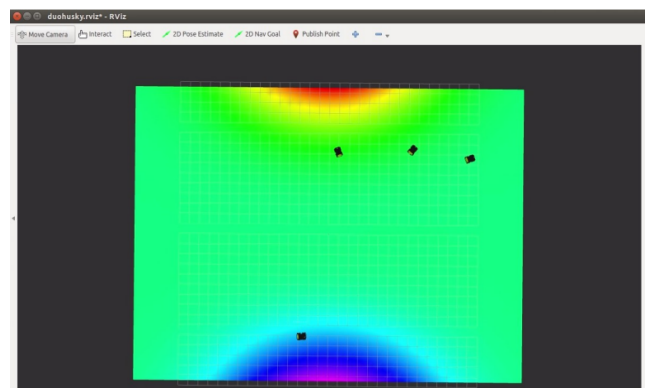 duohusky.rviz* - RViz
Move Camera Interact Select 2D Pose Estimate 2D Nav Goal Publish Point